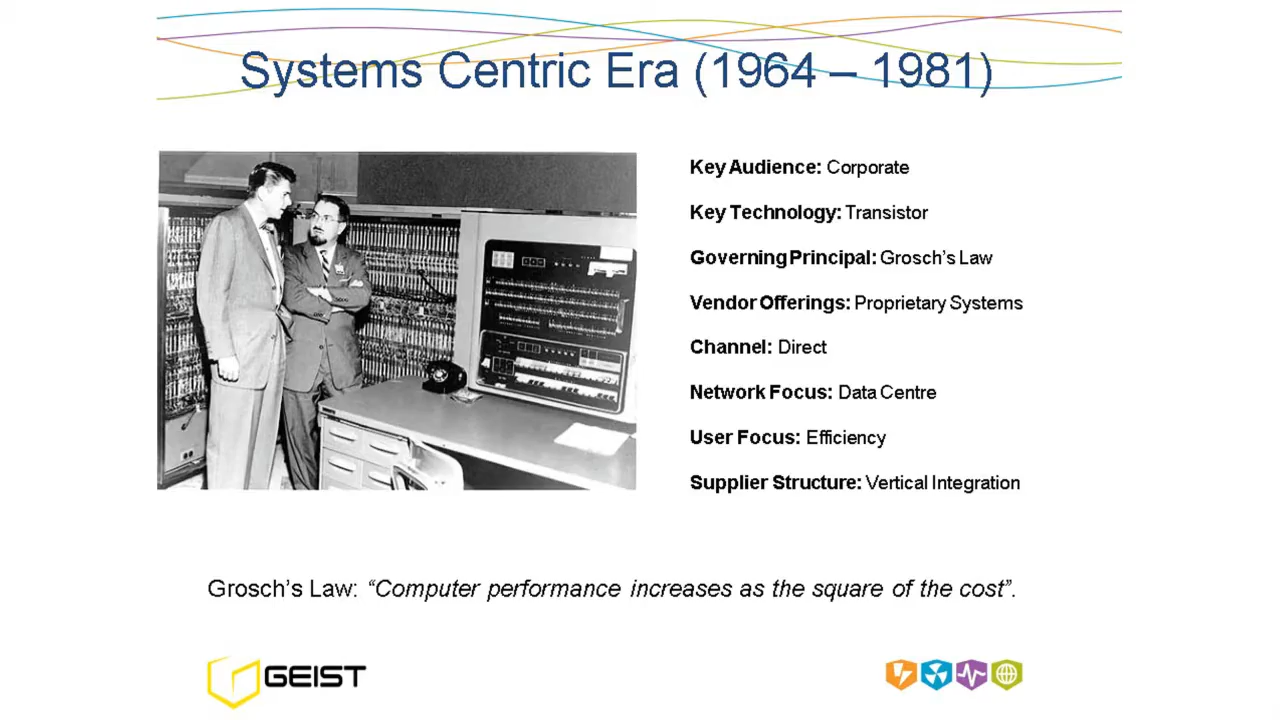 Systems Centric Era (1964 – 1981)
Key Audience: Corporate
Key Technology: Transistor
Governing Principal: Grosch’s Law
Vendor Offerings: Proprietary Systems
Channel: Direct
Network Focus: Data Centre
User Focus: Efficiency
Supplier Structure: Vertical Integration
Grosch’s Law: “Computer performance increases as the square of the cost”.
GEIST